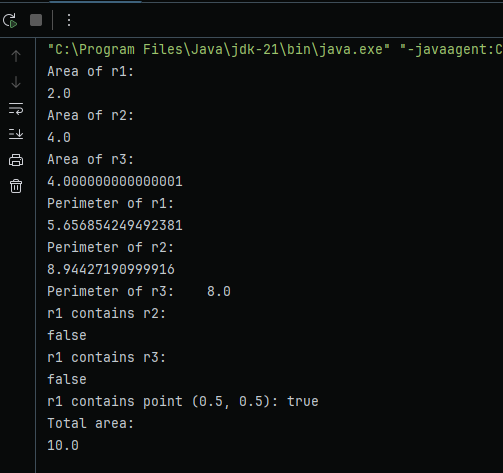 "C:\Program Files\Java\jdk-21\bin\java.exe" "-javaagent:C
Area of r1:
2.0
Area of r2:
4.0
Area of r3:
4.000000000000001
Perimeter of r1:
5.656854249492381
Perimeter of r2:
8.94427190999916
Perimeter of r3:    8.0
r1 contains r2:
false
r1 contains r3:
false
r1 contains point (0.5, 0.5): true
Total area:
10.0